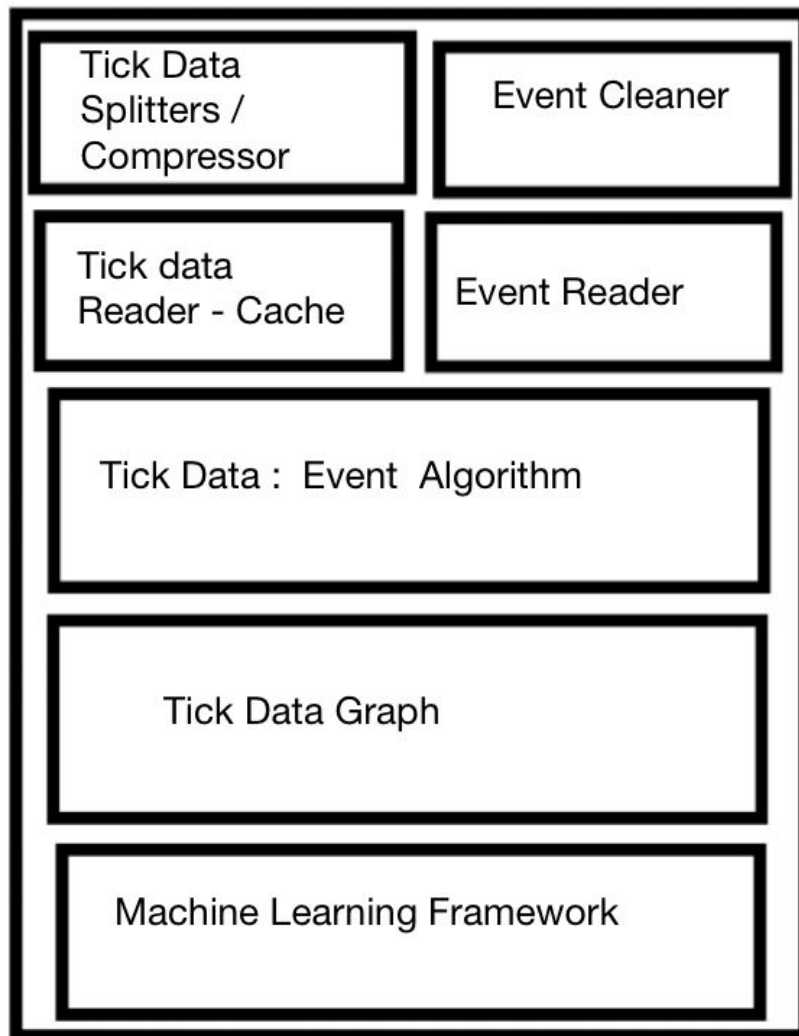 Tick Data
Splitters /
Compressor
Event Cleaner
Tick data
Reader - Cache
Event Reader
Tick Data :  Event  Algorithm
Tick Data Graph
Machine Learning Framework